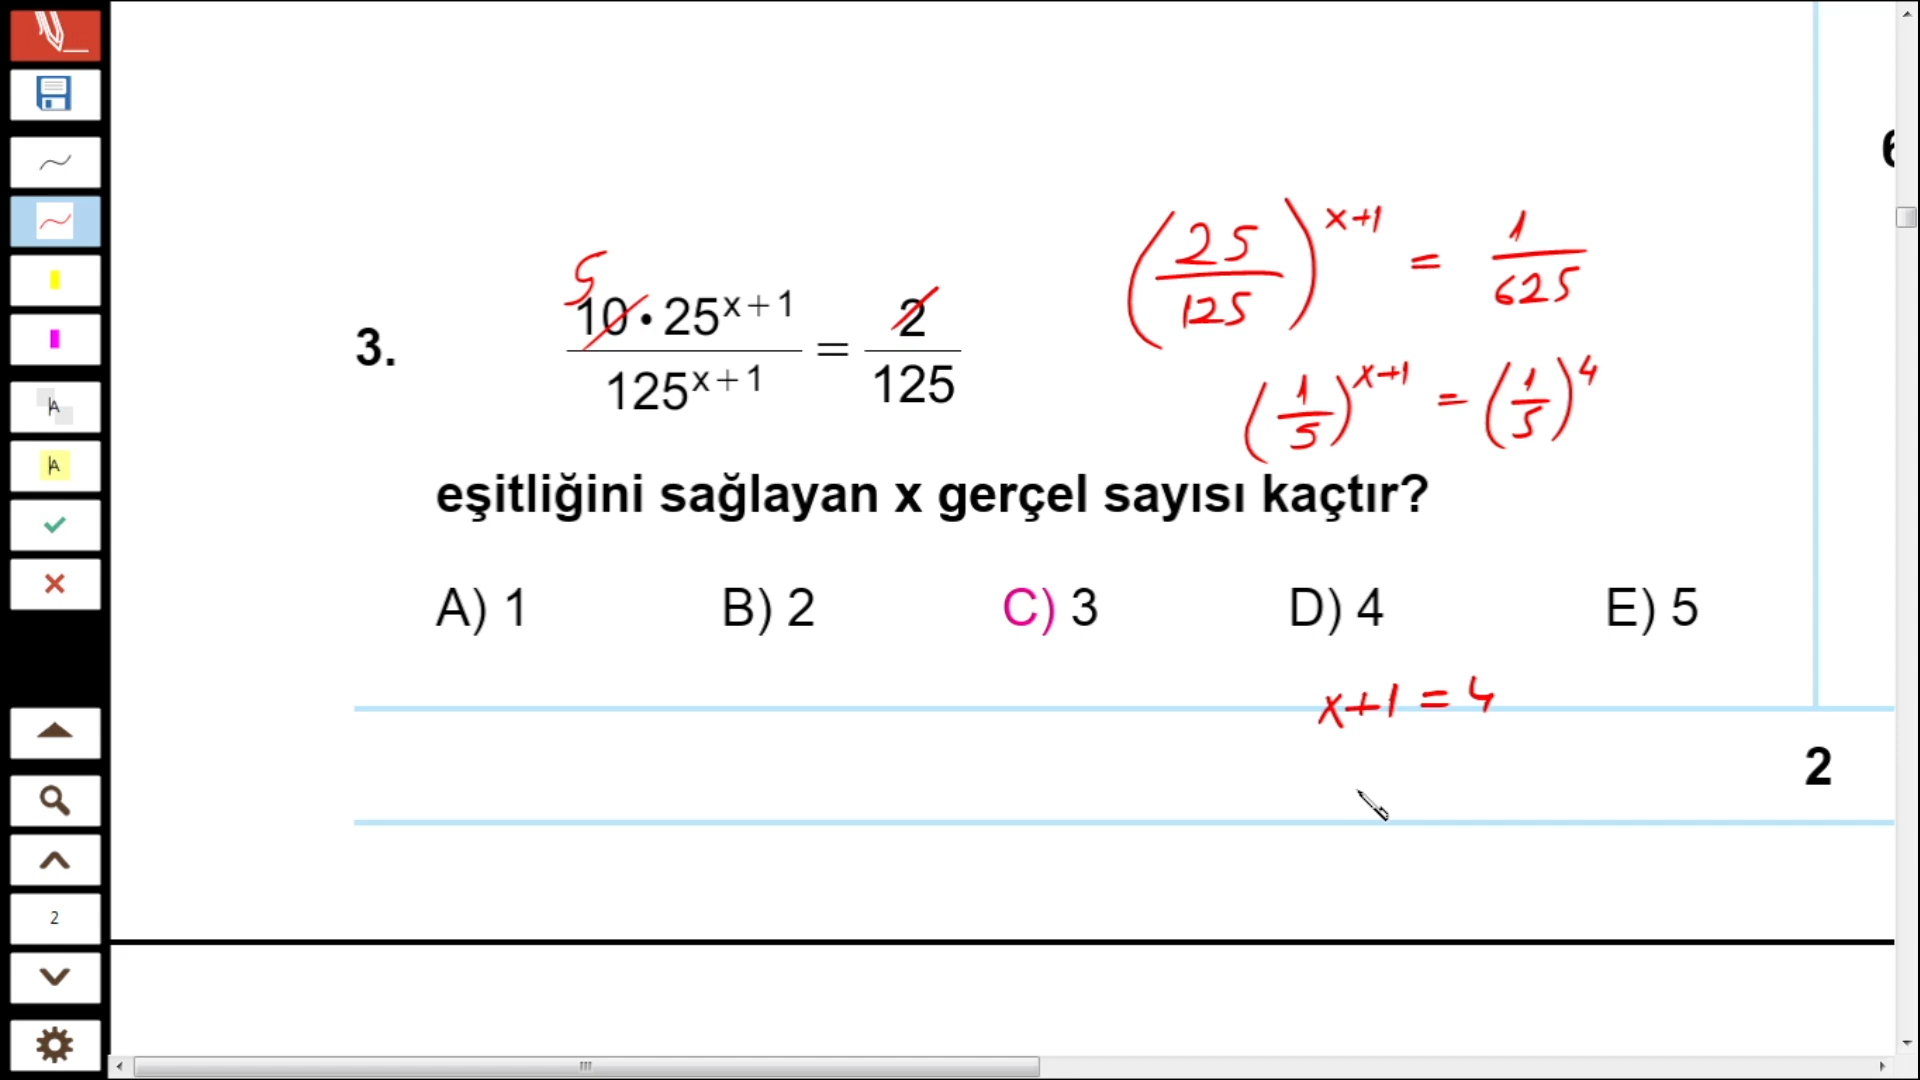 6
3. 10 • 25^(x+1) / 125^(x+1) = 2 / 125
5
(25/125)^(x+1) = 1/625
(1/5)^(x+1) = (1/5)^4
eşitliğini sağlayan x gerçel sayısı kaçtır?
A) 1 B) 2 C) 3 D) 4 E) 5
x+1 = 4
2
A
A
2